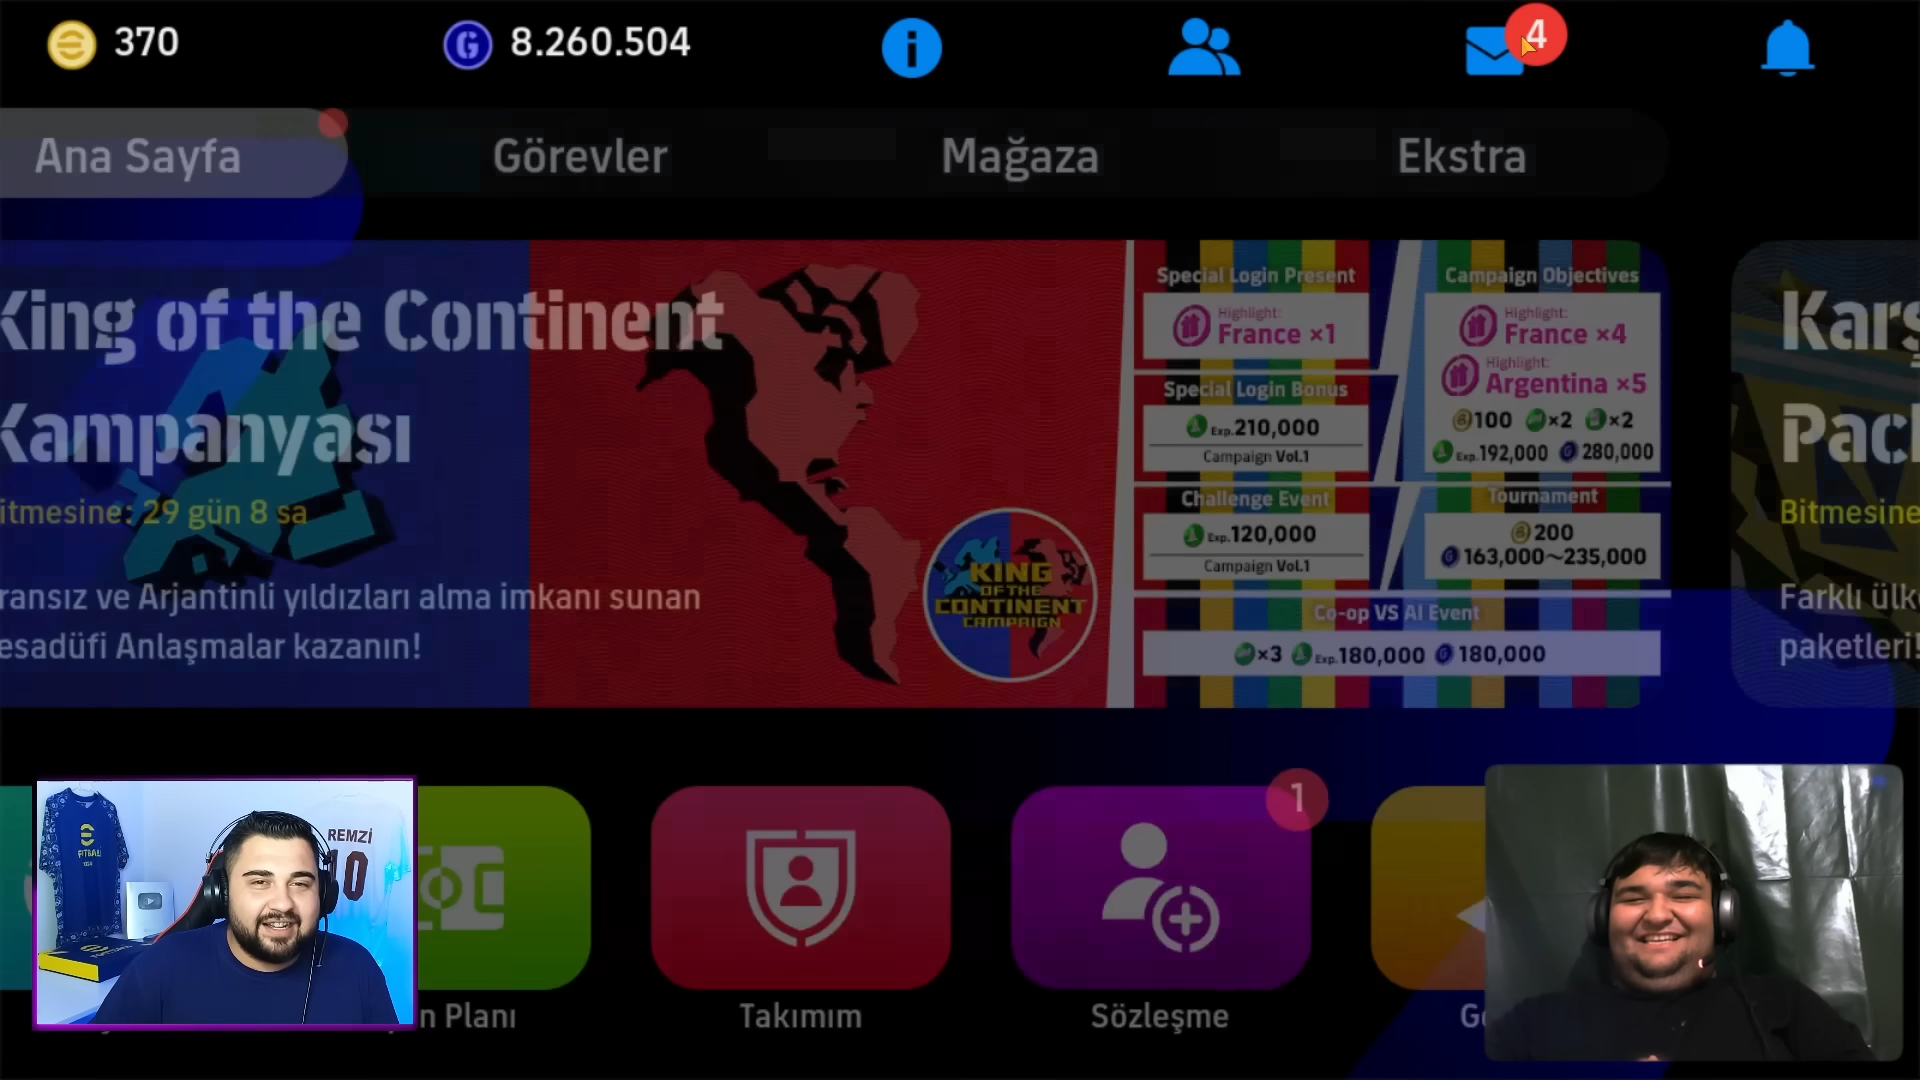 370
8.260.504
4
Ana Sayfa
Görevler
Mağaza
Ekstra
King of the Continent
Kampanyası
itmesine: 29 gün 8 sa
ransız ve Arjantinli yıldızları alma imkanı sunan
esadüfi Anlaşmalar kazanın!
KING
OF THE
CONTINENT
CAMPAIGN
Special Login Present
Highlight:
France ×1
Special Login Bonus
Exp.210,000
Campaign Vol.1
Challenge Event
Exp.120,000
Campaign Vol.1
Campaign Objectives
Highlight:
France ×4
Highlight:
Argentina ×5
100 ×2 ×2
Exp.192,000 280,000
Tournament
200
163,000~235,000
Co-op VS AI Event
×3 Exp.180,000 180,000
Karş
Pack
Bitmesine
Farklı ülke
paketleri!
1
n Planı
Takımım
Sözleşme
REMZİ
10